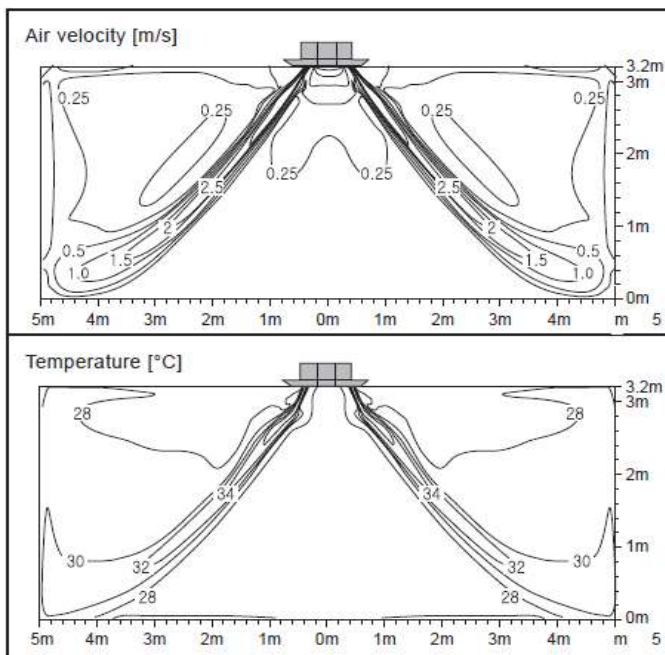 Air velocity [m/s]
3.2m
3m
0.25 0.25
0.25 0.25
2m
0.25 0.25
2.5 2.5
2 2 1m
0.5 0.5
1.5 1.5
1.0 1.0
0m
5m 4m 3m 2m 1m 0m 1m 2m 3m 4m m 5
Temperature [°C]
3.2m
3m
28 28
2m
34 34
1m
30 30
32 32
28 28
0m
5m 4m 3m 2m 1m 0m 1m 2m 3m 4m m 5